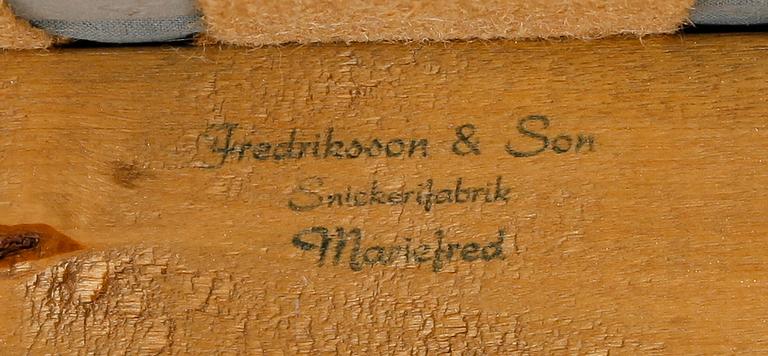 Fredriksson & Son
Snickerifabrik
Mariefred